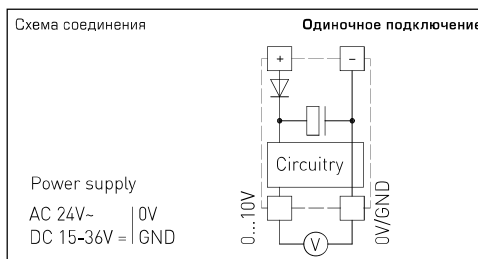 Схема соединения
Одиночное подключение
+ −
Circuitry
Power supply
AC 24V~ 0V
DC 15-36V = GND
0...10V
0V/GND
V